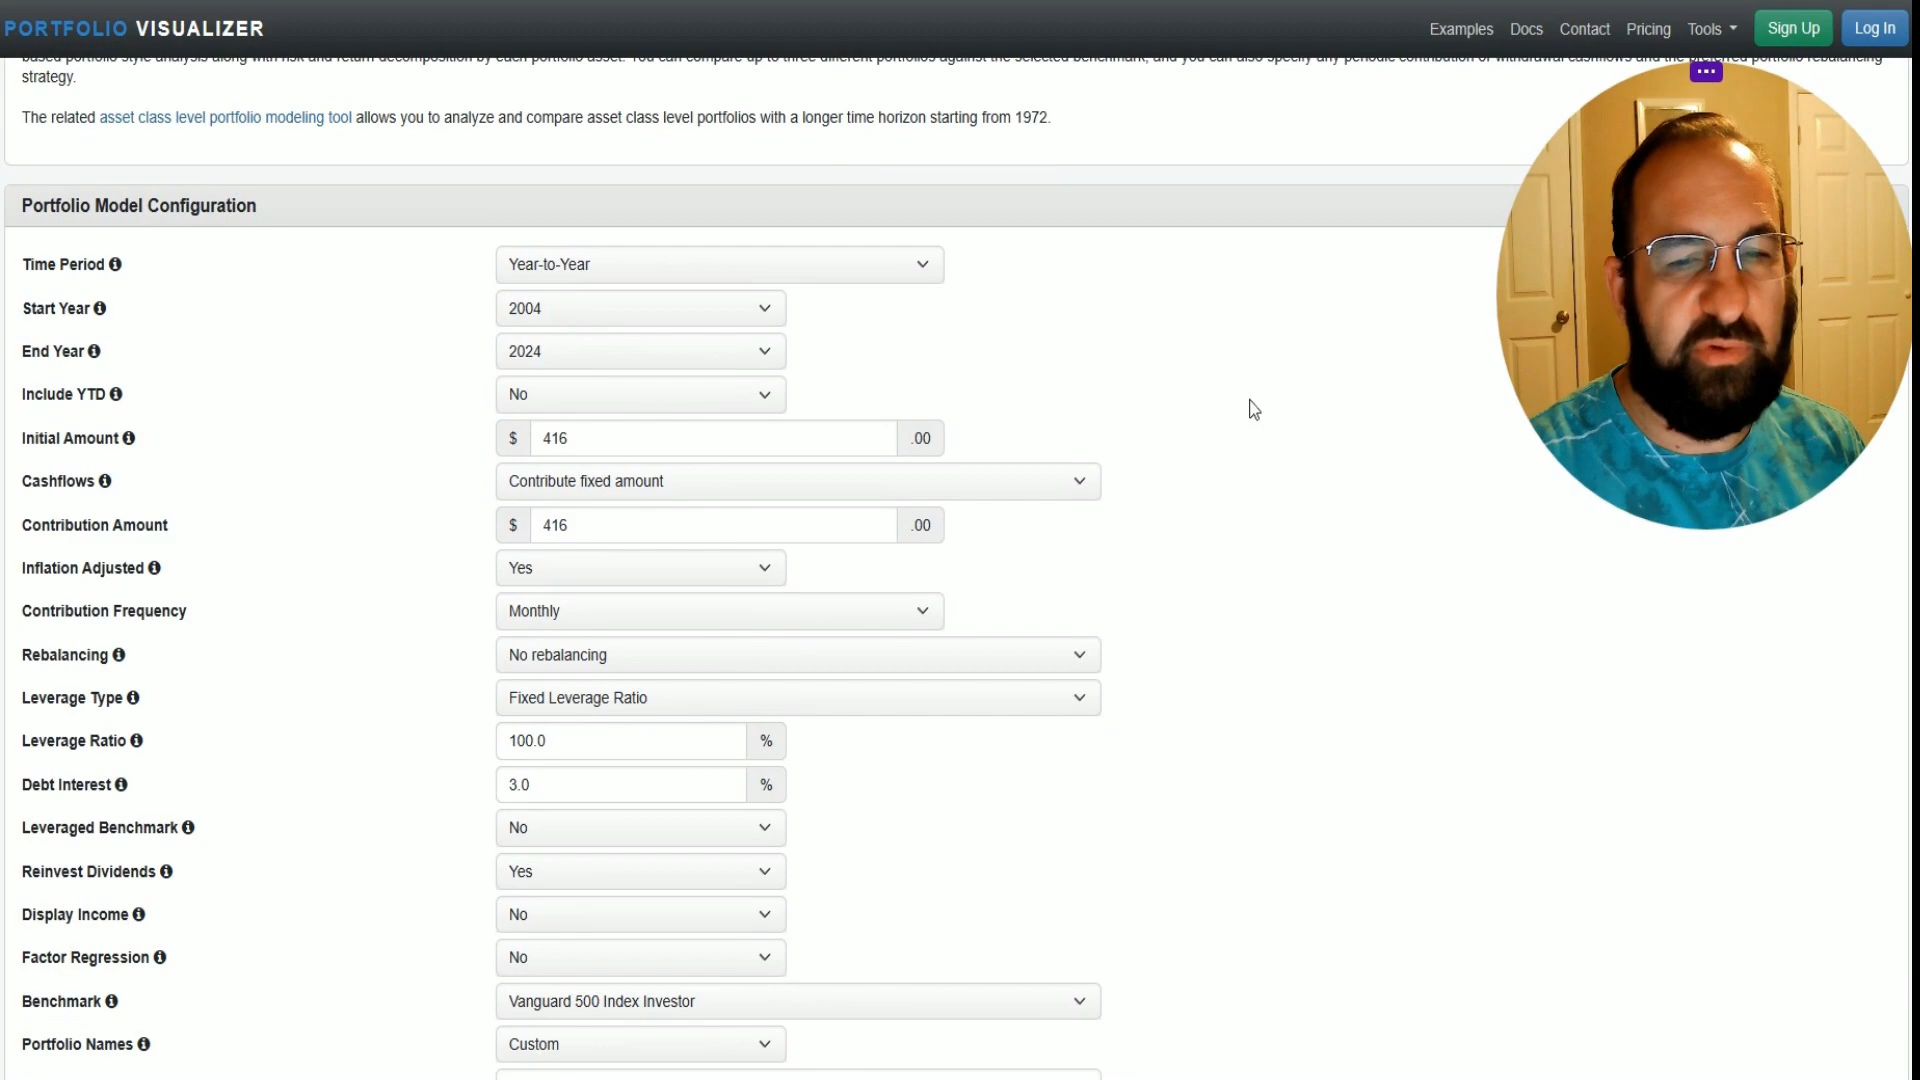 PORTFOLIO VISUALIZER
Examples Docs Contact Pricing Tools Sign Up Log In
based portfolio style analysis along with risk and return decomposition by each portfolio asset. You can compare up to three different portfolios against the selected benchmark, and you can also specify any periodic contribution or withdrawal cashflows and the preferred portfolio rebalancing
strategy.
The related asset class level portfolio modeling tool allows you to analyze and compare asset class level portfolios with a longer time horizon starting from 1972.
Portfolio Model Configuration
Time Period Year-to-Year
Start Year 2004
End Year 2024
Include YTD No
Initial Amount $ 416 .00
Cashflows Contribute fixed amount
Contribution Amount $ 416 .00
Inflation Adjusted Yes
Contribution Frequency Monthly
Rebalancing No rebalancing
Leverage Type Fixed Leverage Ratio
Leverage Ratio 100.0 %
Debt Interest 3.0 %
Leveraged Benchmark No
Reinvest Dividends Yes
Display Income No
Factor Regression No
Benchmark Vanguard 500 Index Investor
Portfolio Names Custom